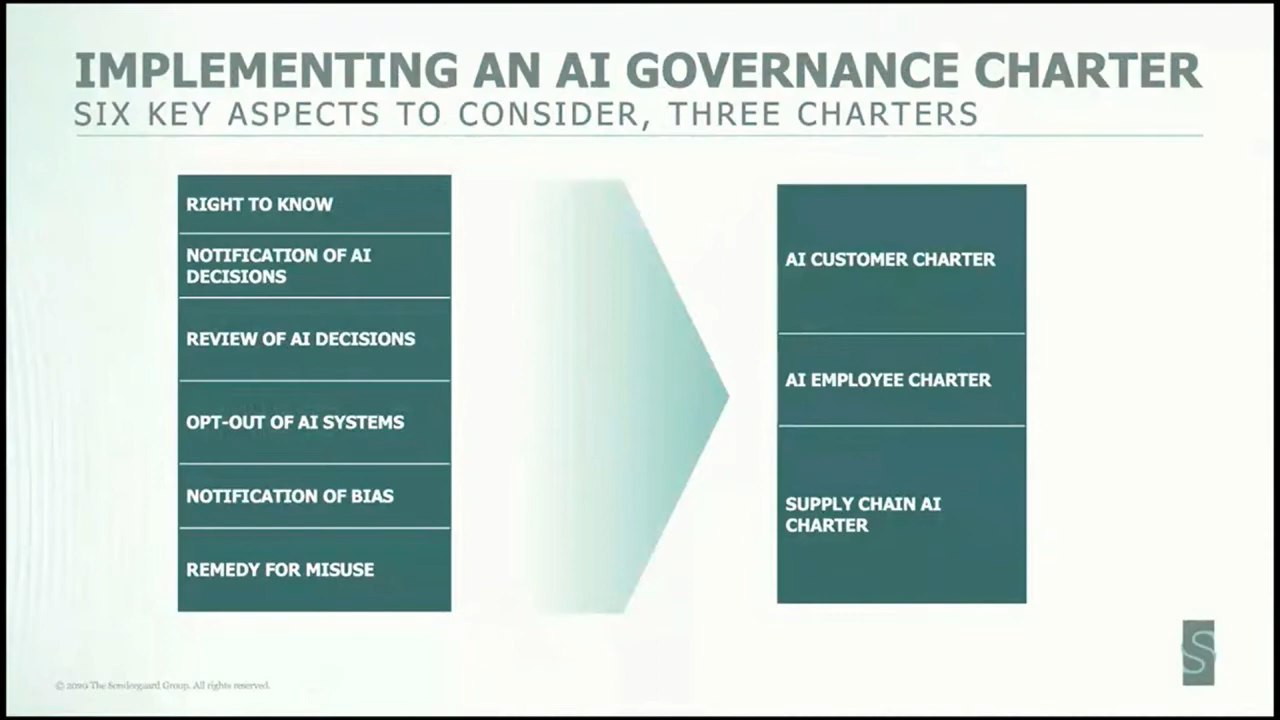 IMPLEMENTING AN AI GOVERNANCE CHARTER
SIX KEY ASPECTS TO CONSIDER, THREE CHARTERS
RIGHT TO KNOW
NOTIFICATION OF AI
DECISIONS
REVIEW OF AI DECISIONS
OPT-OUT OF AI SYSTEMS
NOTIFICATION OF BIAS
REMEDY FOR MISUSE
AI CUSTOMER CHARTER
AI EMPLOYEE CHARTER
SUPPLY CHAIN AI
CHARTER
S
© The Sondergaard Group. All rights reserved.